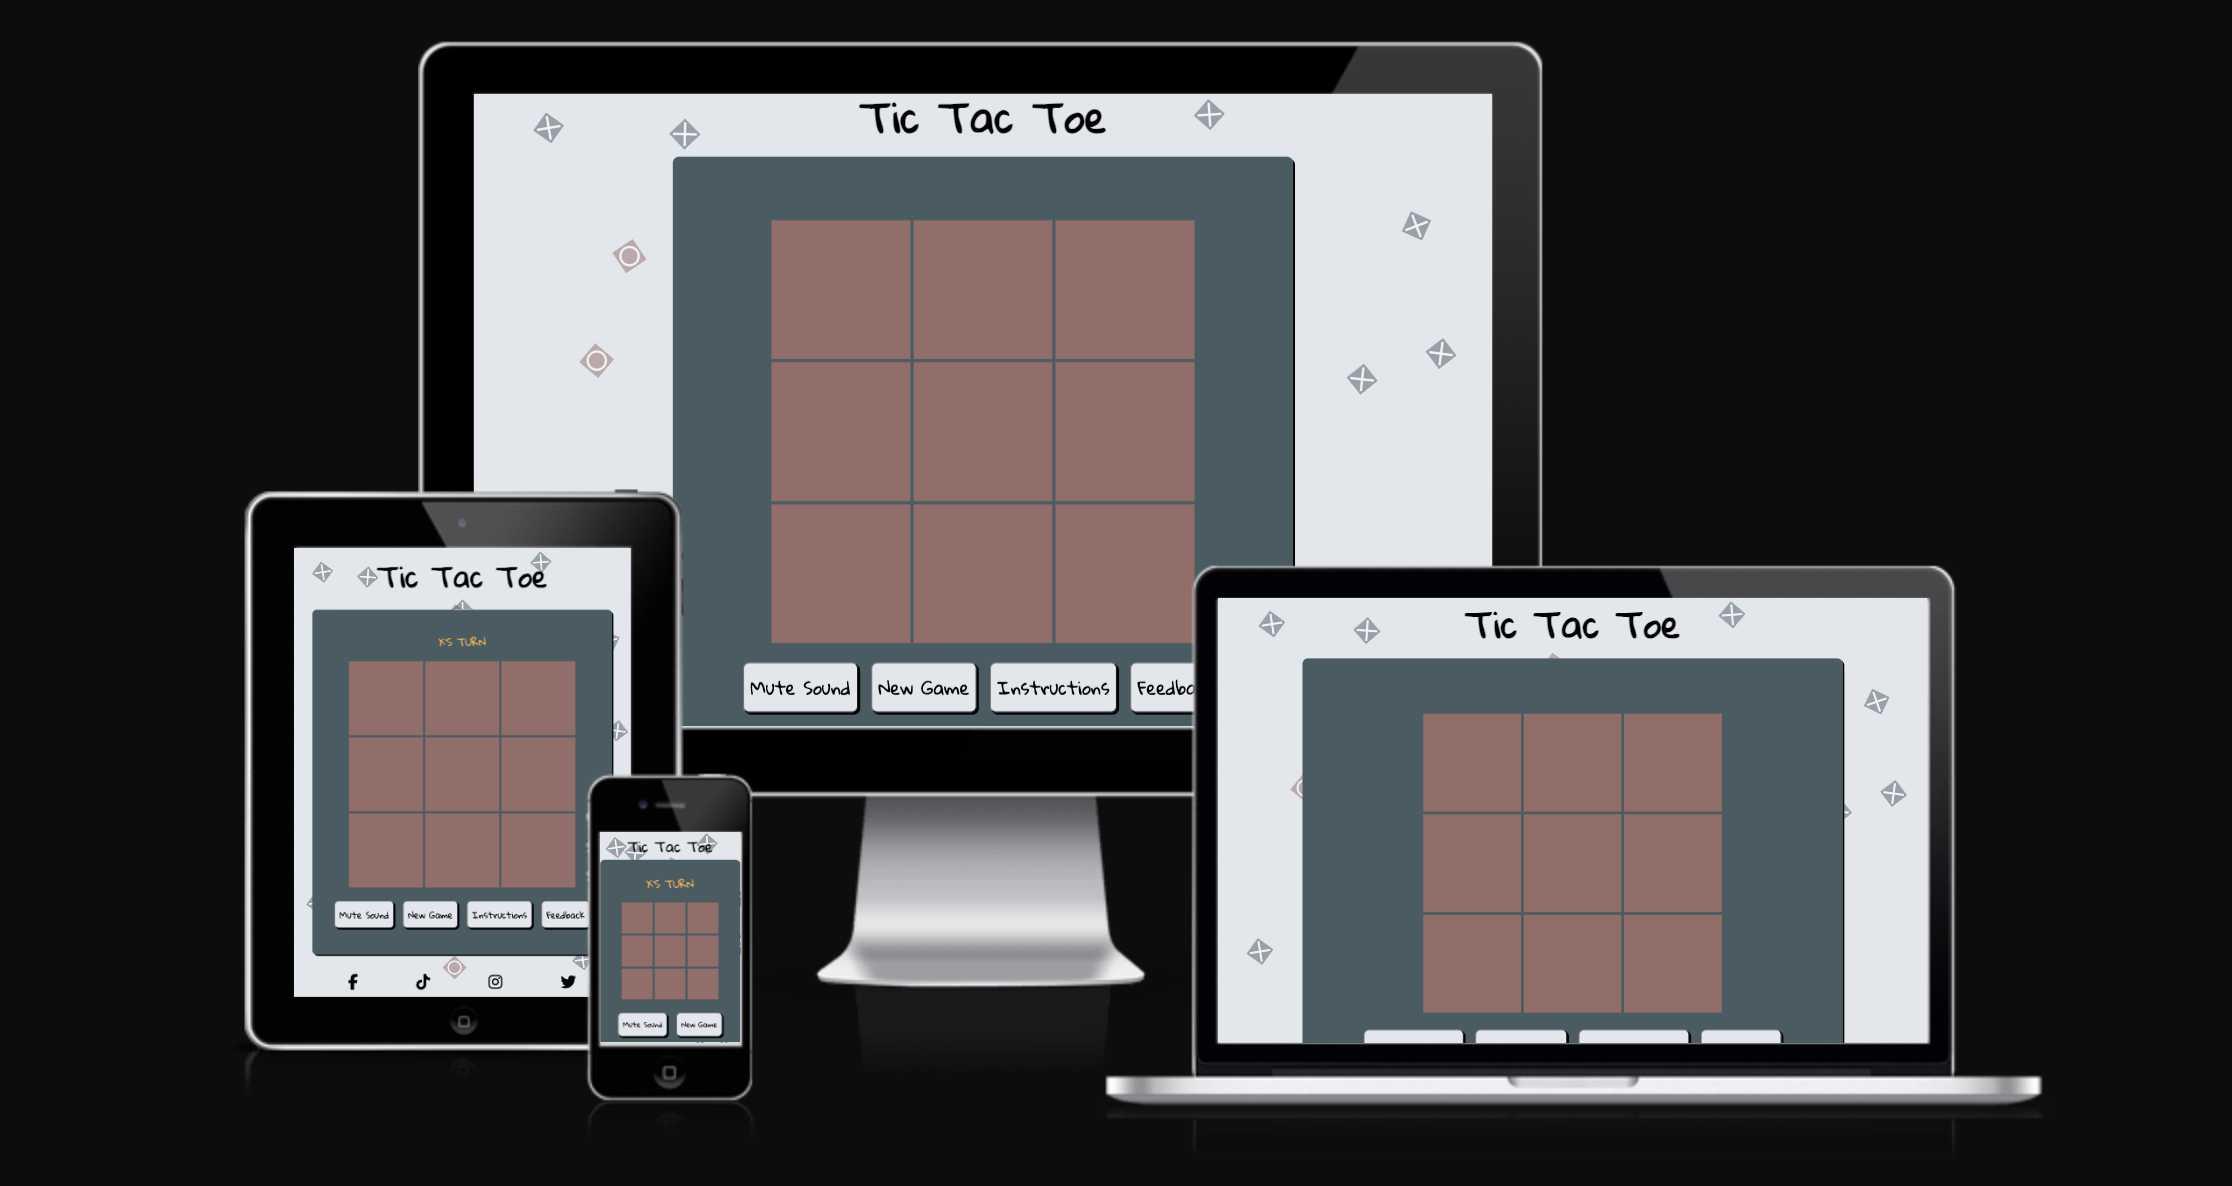 Tic Tac Toe
Mute Sound New Game Instructions Feedba
Tic Tac Toe
X'S TURN
Mute Sound New Game Instructions Feedback
Tic Tac Toe
X'S TURN
Mute Sound New Game
Tic Tac Toe